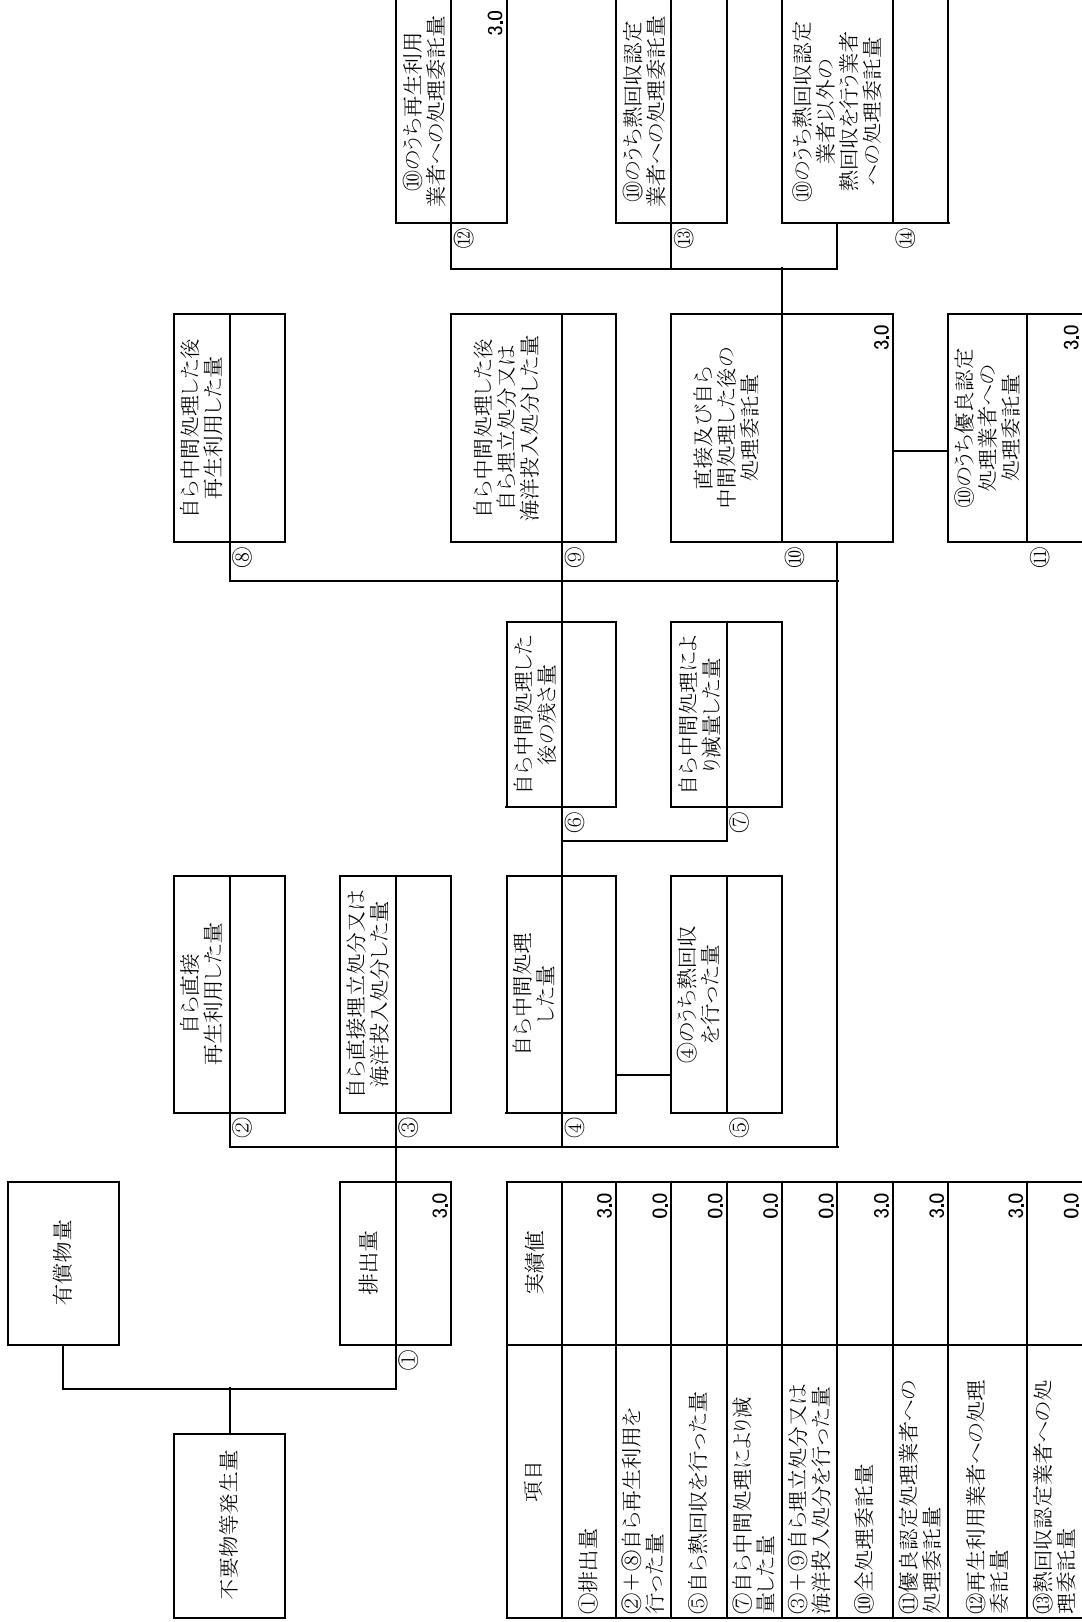 不要物等発生量
有償物量
排出量
①
3.0
自ら直接
再生利用した量
②
自ら直接埋立処分又は
海洋投入処分した量
③
自ら中間処理
した量
④
④のうち熱回収
を行った量
⑤
自ら中間処理した
後の残さ量
⑥
自ら中間処理によ
り減量した量
⑦
自ら中間処理した後
再生利用した量
⑧
自ら中間処理した後
自ら埋立処分又は
海洋投入処分した量
⑨
直接及び自ら
中間処理した後の
処理委託量
⑩
3.0
⑩のうち優良認定
処理業者への
処理委託量
⑪
3.0
⑩のうち再生利用
業者への処理委託量
⑫
3.0
⑩のうち熱回収認定
業者への処理委託量
⑬
⑩のうち熱回収認定
業者以外の
熱回収を行う業者
への処理委託量
⑭
項目
実績値
①排出量
3.0
②+⑧自ら再生利用を
行った量
0.0
⑤自ら熱回収を行った量
0.0
⑦自ら中間処理により減
量した量
0.0
③+⑨自ら埋立処分又は
海洋投入処分を行った量
0.0
⑩全処理委託量
3.0
⑪優良認定処理業者への
処理委託量
3.0
⑫再生利用業者への処理
委託量
3.0
⑬熱回収認定業者への処
理委託量
0.0